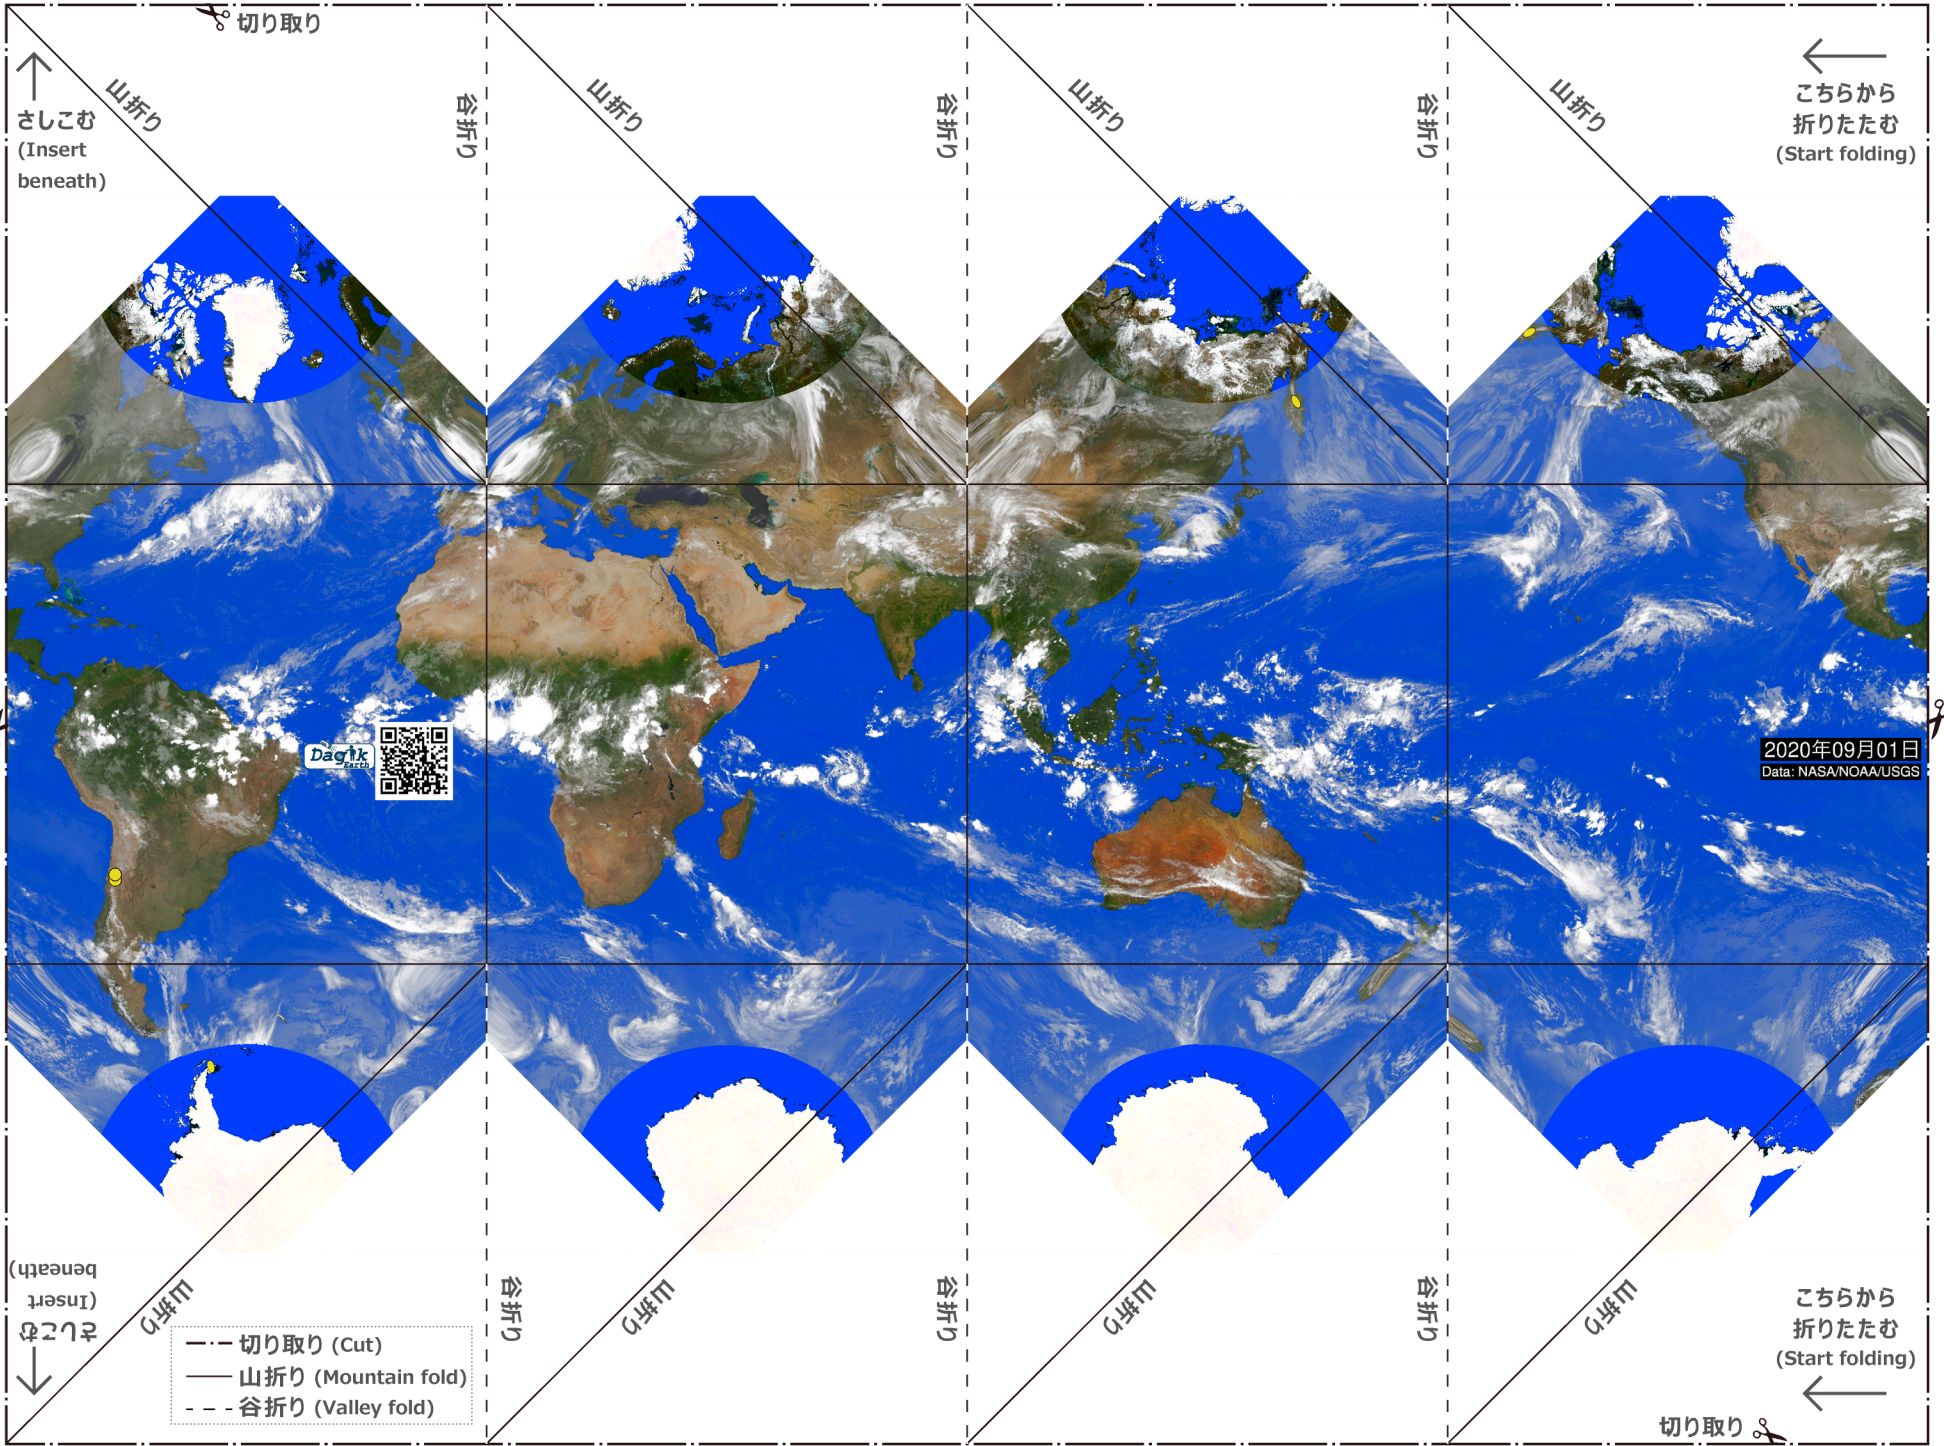 切り取り
山折り
谷折り
山折り
谷折り
山折り
谷折り
山折り
こちらから
折りたたむ
(Start folding)
さしこむ
(Insert
beneath)
Dagik
Earth
2020年09月01日
Data: NASA/NOAA/USGS
さしこむ
(Insert
beneath)
山折り
谷折り
山折り
谷折り
山折り
谷折り
山折り
こちらから
折りたたむ
(Start folding)
切り取り (Cut)
山折り (Mountain fold)
谷折り (Valley fold)
切り取り